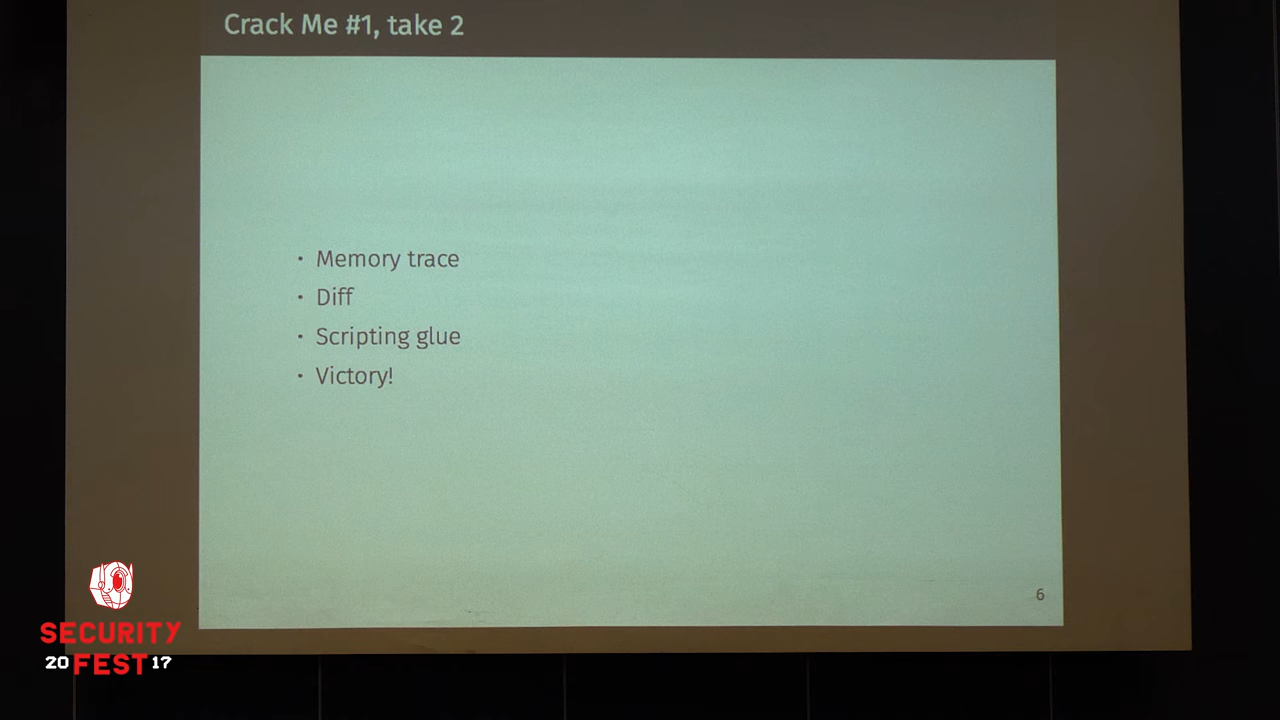 Crack Me #1, take 2
• Memory trace
• Diff
• Scripting glue
• Victory!
6
SECURITY
20 FEST 17